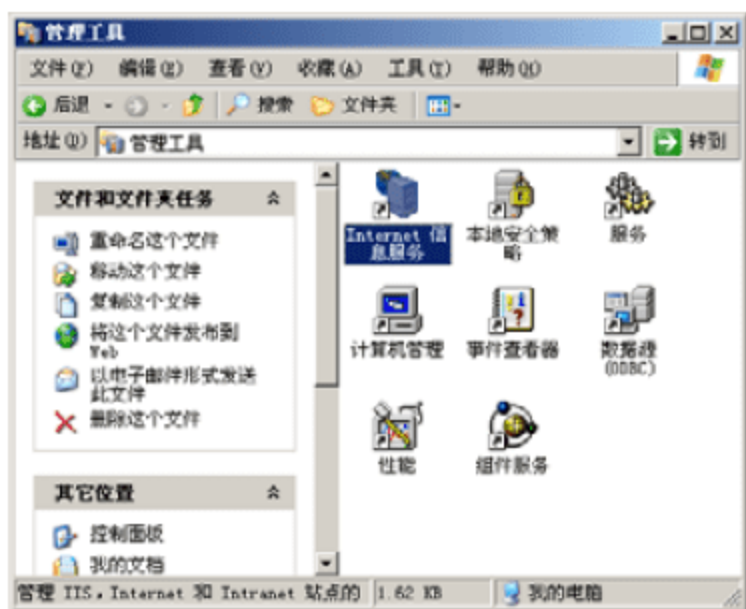 管理工具
文件(F) 编辑(E) 查看(V) 收藏(A) 工具(T) 帮助(H)
后退 搜索 文件夹
地址(D) 管理工具 转到
文件和文件夹任务
重命名这个文件
移动这个文件
复制这个文件
将这个文件发布到
Web
以电子邮件形式发送
此文件
删除这个文件
其它位置
控制面板
我的文档
Internet 信
息服务
本地安全策
略
服务
计算机管理
事件查看器
数据源
(ODBC)
性能
组件服务
管理 IIS，Internet 和 Intranet 站点的 1.62 KB 我的电脑